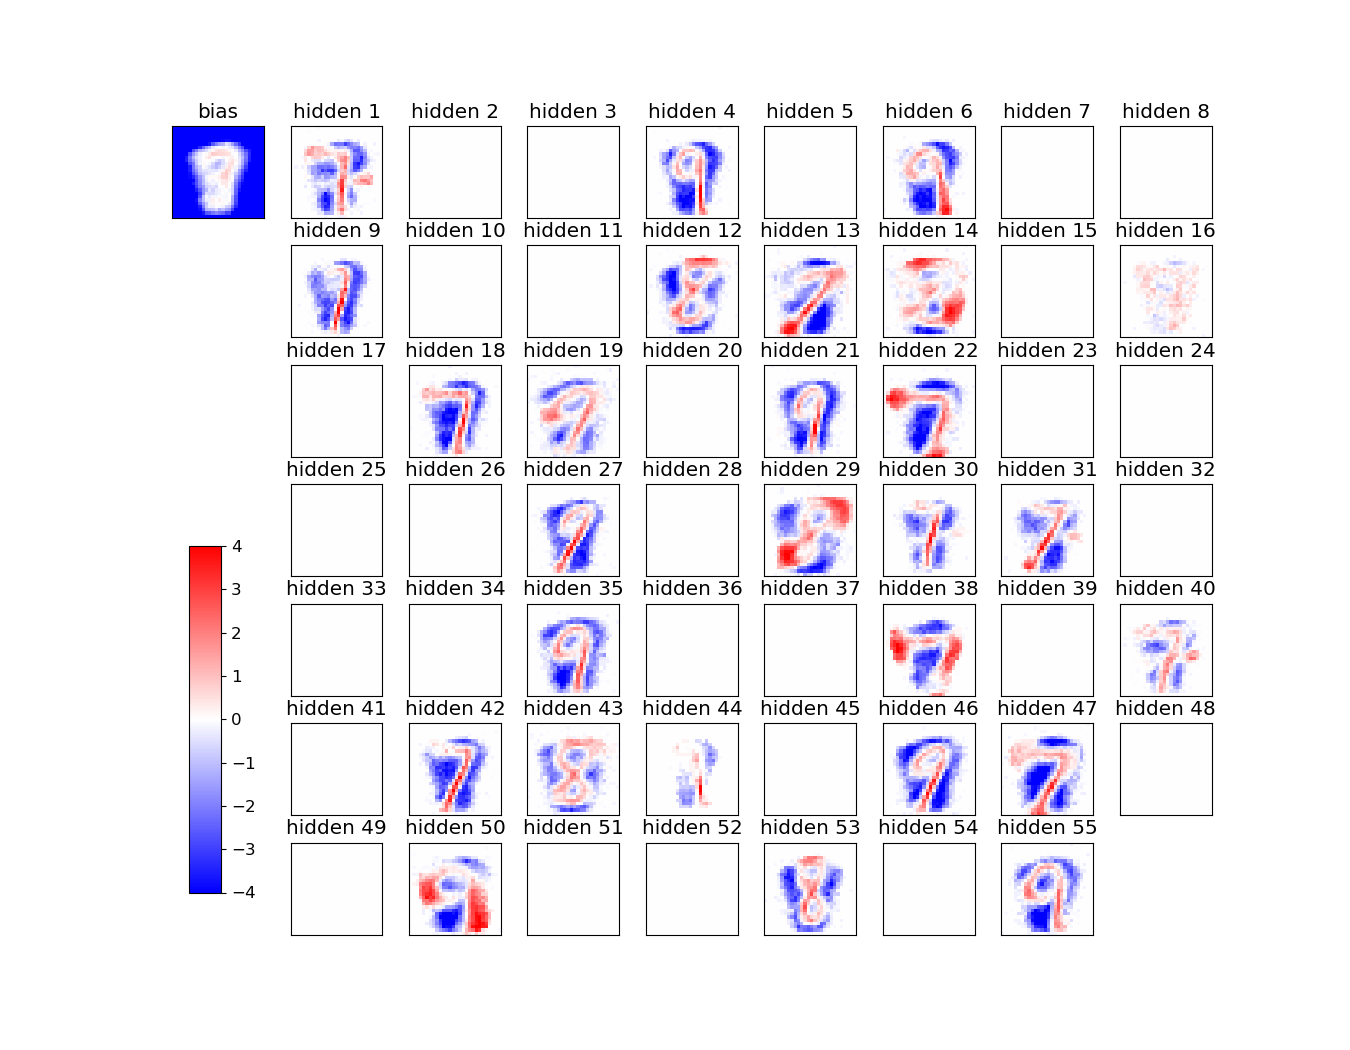 bias hidden 1 hidden 2 hidden 3 hidden 4 hidden 5 hidden 6 hidden 7 hidden 8
hidden 9 hidden 10 hidden 11 hidden 12 hidden 13 hidden 14 hidden 15 hidden 16
hidden 17 hidden 18 hidden 19 hidden 20 hidden 21 hidden 22 hidden 23 hidden 24
hidden 25 hidden 26 hidden 27 hidden 28 hidden 29 hidden 30 hidden 31 hidden 32
hidden 33 hidden 34 hidden 35 hidden 36 hidden 37 hidden 38 hidden 39 hidden 40
hidden 41 hidden 42 hidden 43 hidden 44 hidden 45 hidden 46 hidden 47 hidden 48
hidden 49 hidden 50 hidden 51 hidden 52 hidden 53 hidden 54 hidden 55
4
3
2
1
0
−1
−2
−3
−4